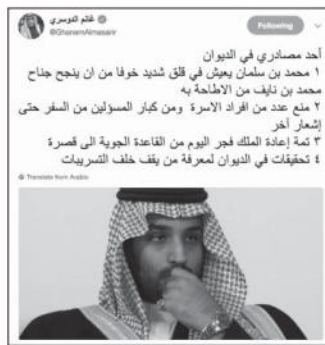 غانم الدوسري
@GhanemAlmasarir
Following
أحد مصادري في الديوان
١ محمد بن سلمان يعيش في قلق شديد خوفا من ان ينجح جناح
محمد بن نايف من الاطاحة به
٢ منع عدد من افراد الاسرة ومن كبار المسؤلين من السفر حتى
إشعار آخر
٣ تمة إعادة الملك فجر اليوم من القاعدة الجوية الى قصرة
٤ تحقيقات في الديوان لمعرفة من يقف خلف التسريبات
Translate from Arabic